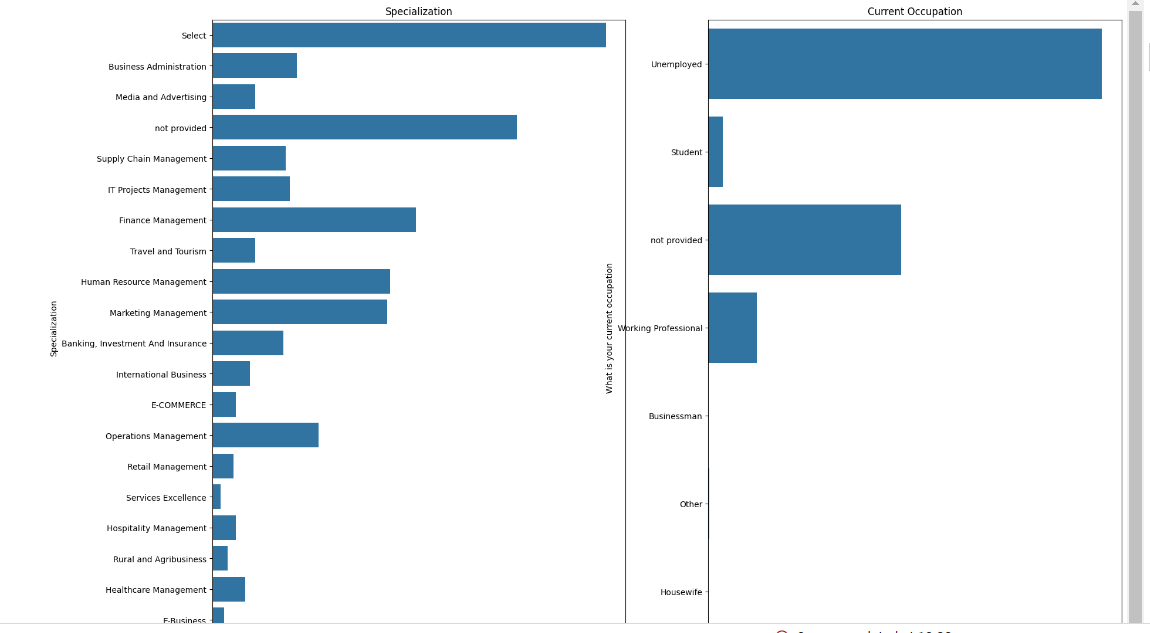 Specialization
Select
Business Administration
Media and Advertising
not provided
Supply Chain Management
IT Projects Management
Finance Management
Travel and Tourism
Human Resource Management
Marketing Management
Banking, Investment And Insurance
International Business
E-COMMERCE
Operations Management
Retail Management
Services Excellence
Hospitality Management
Rural and Agribusiness
Healthcare Management
E-Business
Specialization
Current Occupation
Unemployed
Student
not provided
Working Professional
Businessman
Other
Housewife
What is your current occupation